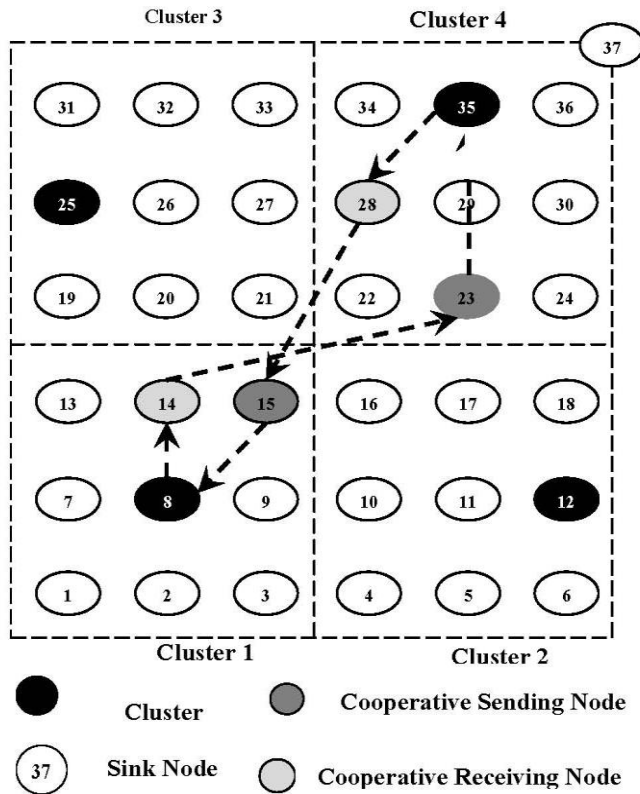 Cluster 3
Cluster 4
37
31 32 33 34 35 36
25 26 27 28 29 30
19 20 21 22 23 24
13 14 15 16 17 18
7 8 9 10 11 12
1 2 3 4 5 6
Cluster 1
Cluster 2
Cluster
Cooperative Sending Node
37
Sink Node
Cooperative Receiving Node